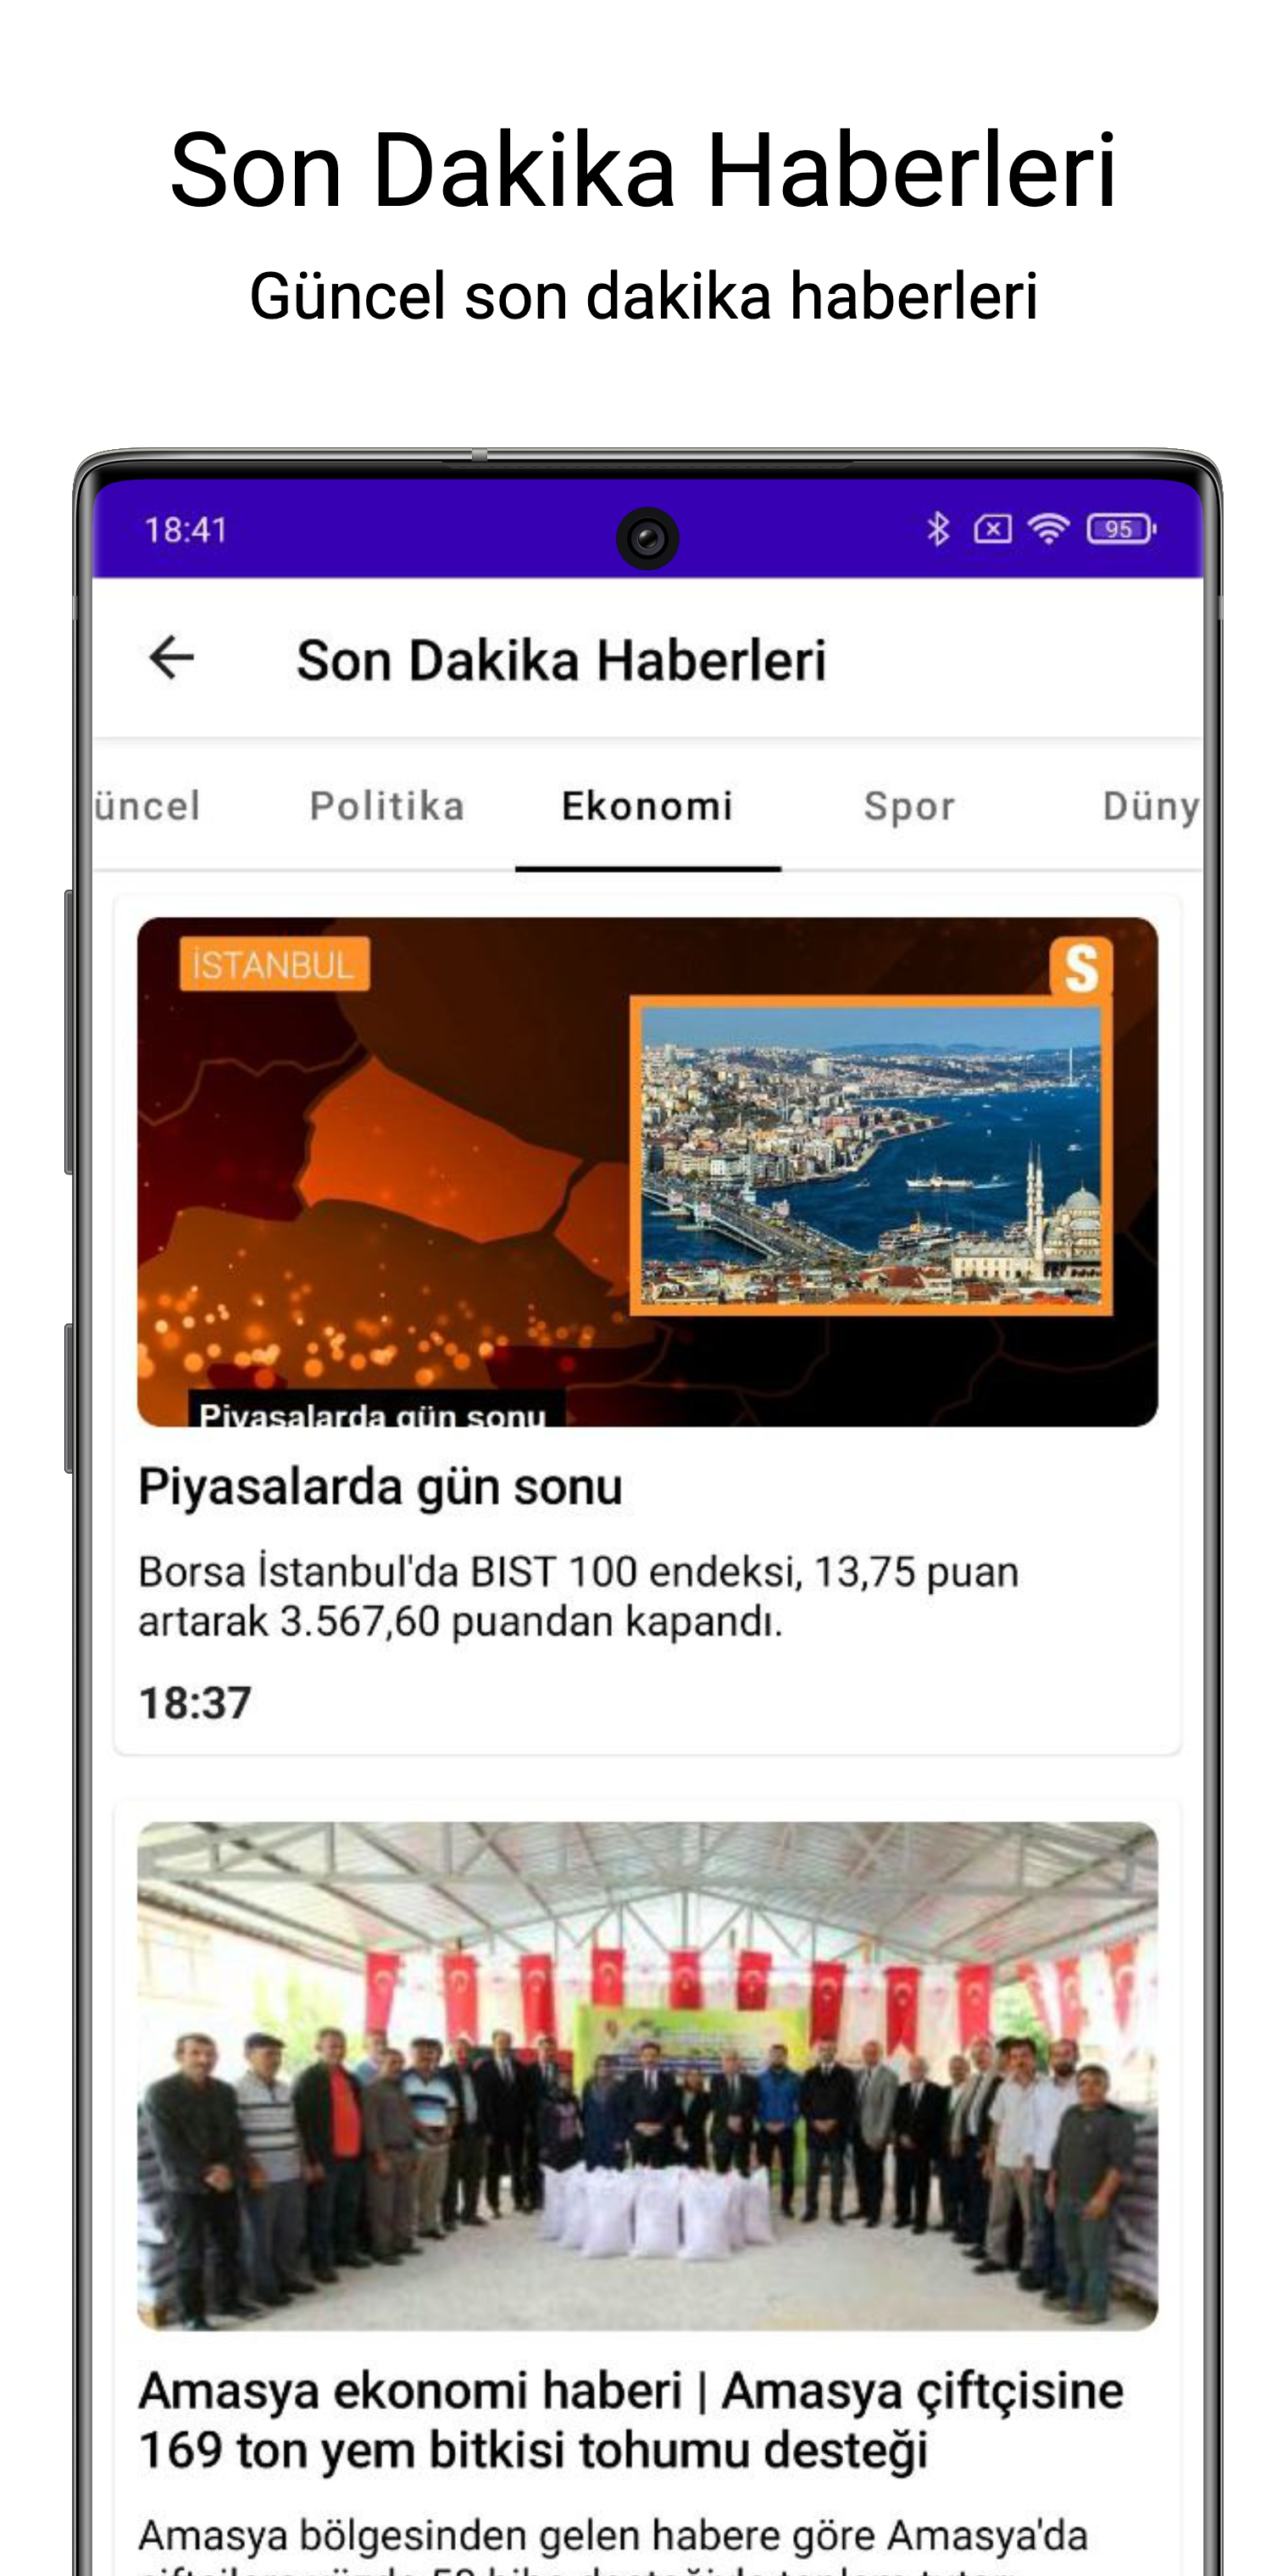 Son Dakika Haberleri
Güncel son dakika haberleri
18:41
95
Son Dakika Haberleri
üncel Politika Ekonomi Spor Düny
İSTANBUL
S
Piyasalarda gün sonu
Piyasalarda gün sonu
Borsa İstanbul'da BIST 100 endeksi, 13,75 puan
artarak 3.567,60 puandan kapandı.
18:37
Amasya ekonomi haberi | Amasya çiftçisine
169 ton yem bitkisi tohumu desteği
Amasya bölgesinden gelen habere göre Amasya'da